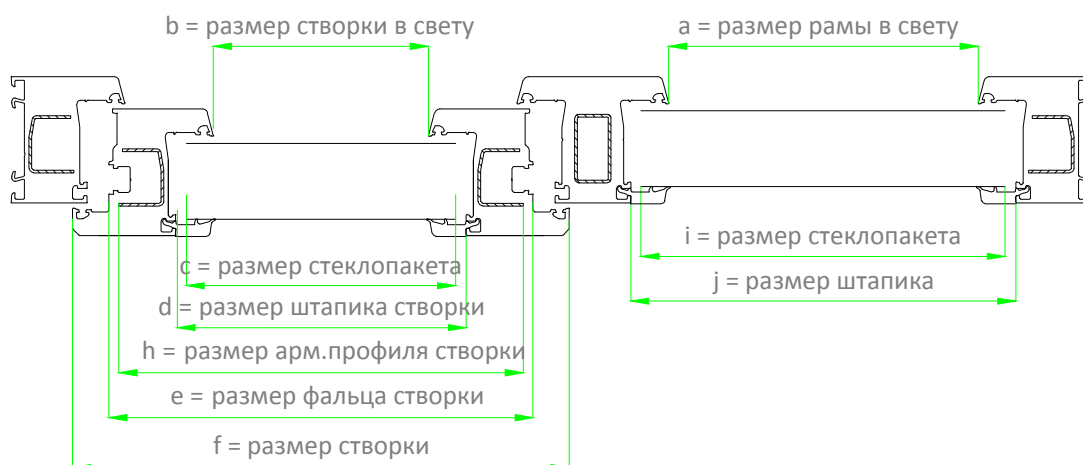 b = размер створки в свету
a = размер рамы в свету
i = размер стеклопакета
c = размер стеклопакета
j = размер штапика
d = размер штапика створки
h = размер арм.профиля створки
e = размер фальца створки
f = размер створки